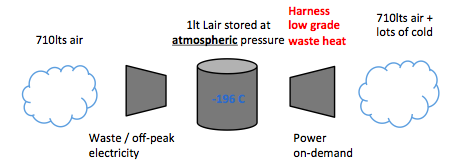 710lts air
1lt Lair stored at
atmospheric pressure
Harness
low grade
waste heat
710lts air +
lots of cold
-196 C
Waste / off-peak
electricity
Power
on-demand